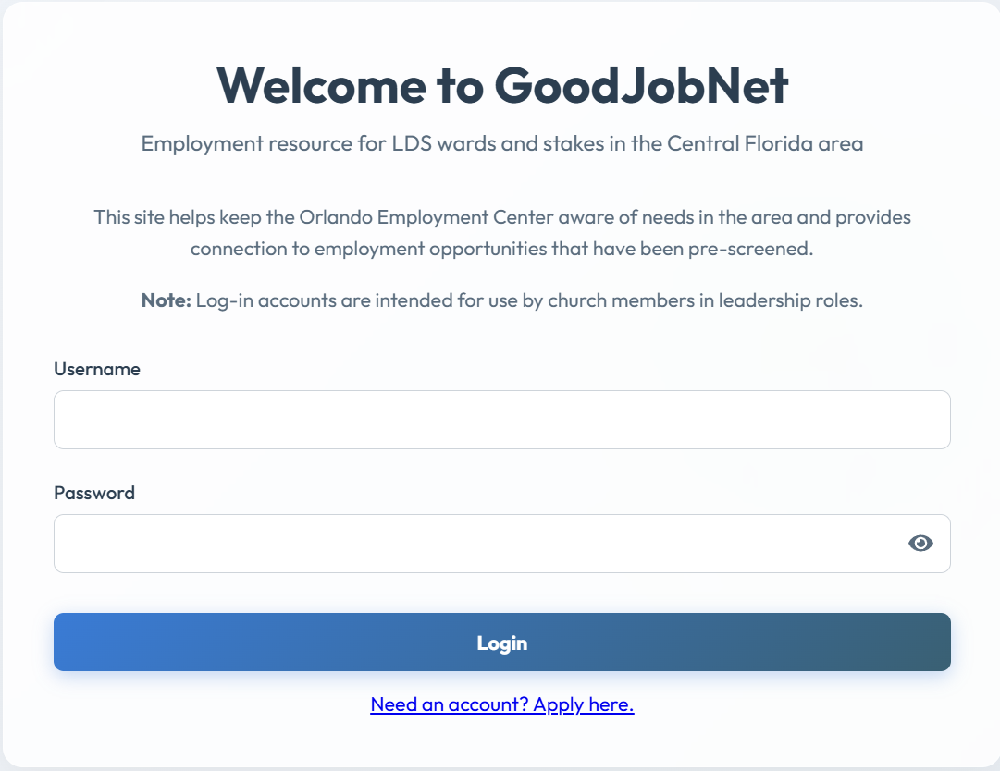 Welcome to GoodJobNet
Employment resource for LDS wards and stakes in the Central Florida area
This site helps keep the Orlando Employment Center aware of needs in the area and provides
connection to employment opportunities that have been pre-screened.
Note: Log-in accounts are intended for use by church members in leadership roles.
Username
Password
Login
Need an account? Apply here.